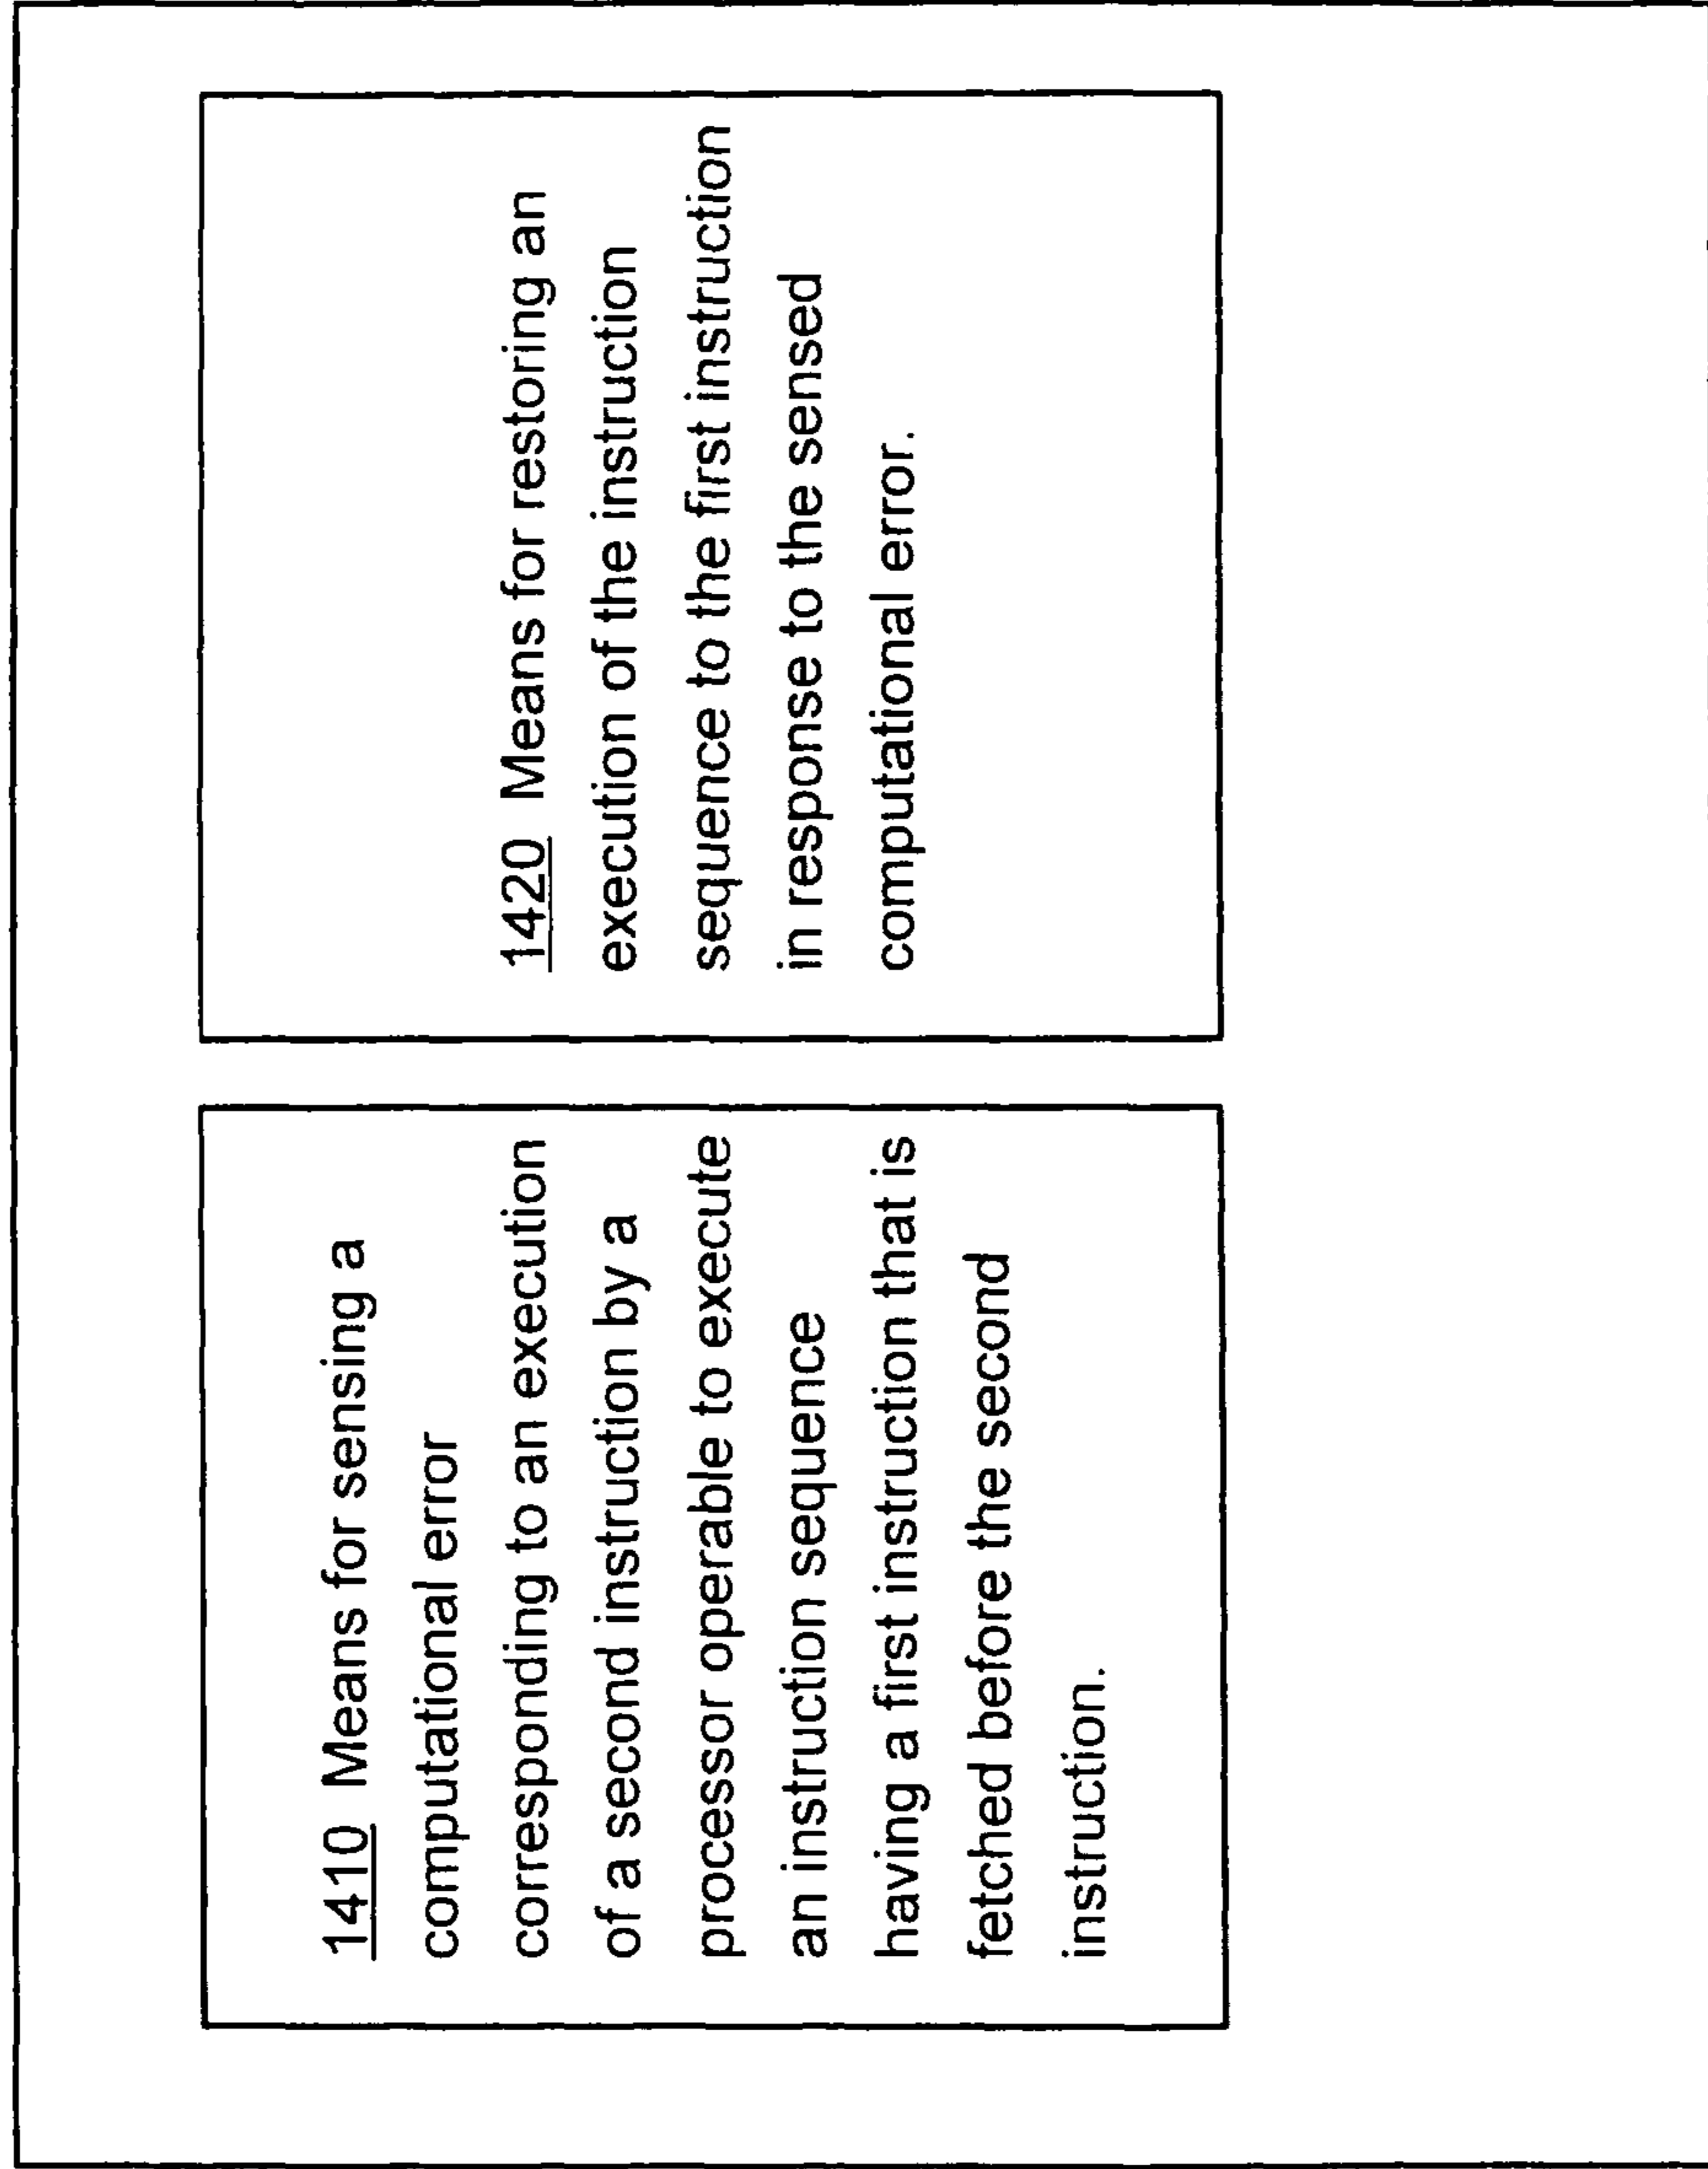 1410 Means for sensing a
computational error
corresponding to an execution
of a second instruction by a
processor operable to execute
an instruction sequence
having a first instruction that is
fetched before the second
instruction.
1420 Means for restoring an
execution of the instruction
sequence to the first instruction
in response to the sensed
computational error.